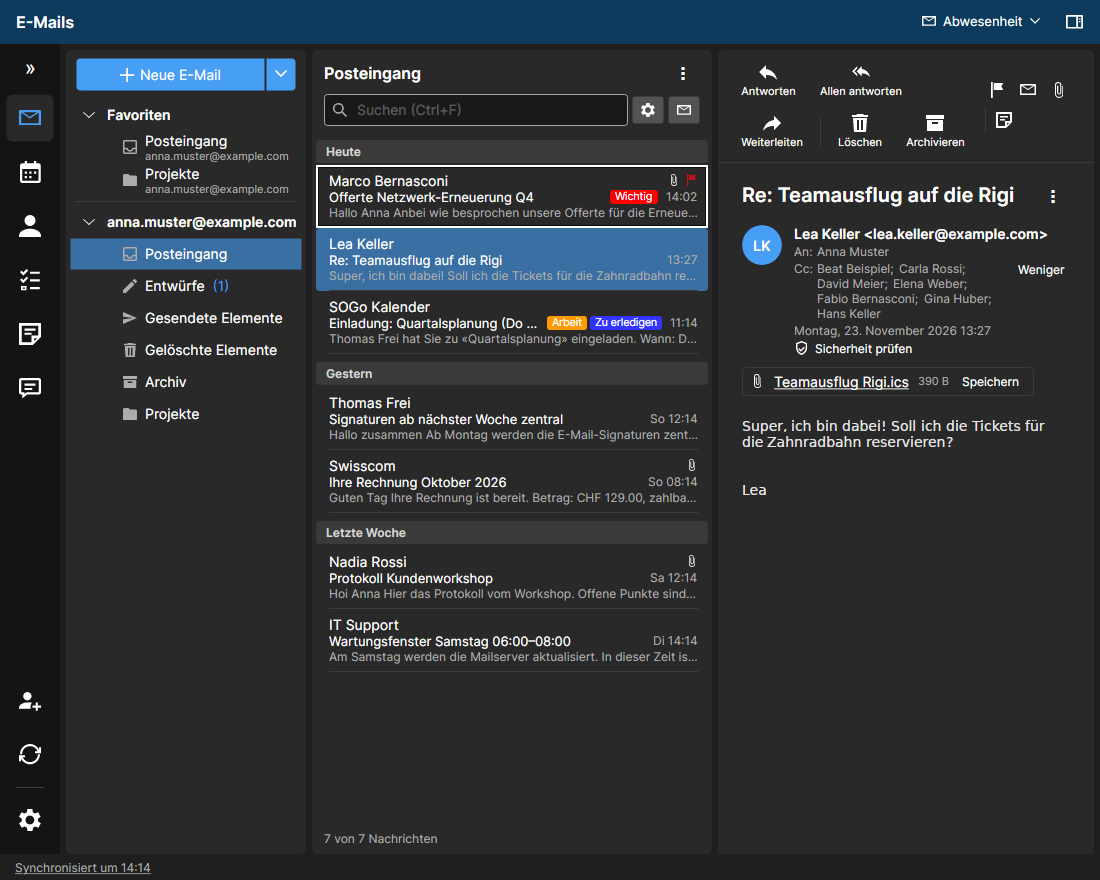 E-Mails
Abwesenheit
Neue E-Mail
Favoriten
Posteingang
anna.muster@example.com
Projekte
anna.muster@example.com
anna.muster@example.com
Posteingang
Entwürfe (1)
Gesendete Elemente
Gelöschte Elemente
Archiv
Projekte
Posteingang
Suchen (Ctrl+F)
Heute
Marco Bernasconi
Offerte Netzwerk-Erneuerung Q4 Wichtig 14:02
Hallo Anna Anbei wie besprochen unsere Offerte für die Erneue...
Lea Keller
Re: Teamausflug auf die Rigi 13:27
Super, ich bin dabei! Soll ich die Tickets für die Zahnradbahn re...
SOGo Kalender
Einladung: Quartalsplanung (Do ... Arbeit Zu erledigen 11:14
Thomas Frei hat Sie zu «Quartalsplanung» eingeladen. Wann: D...
Gestern
Thomas Frei
Signaturen ab nächster Woche zentral So 12:14
Hallo zusammen Ab Montag werden die E-Mail-Signaturen zent...
Swisscom
Ihre Rechnung Oktober 2026 So 08:14
Guten Tag Ihre Rechnung ist bereit. Betrag: CHF 129.00, zahlba...
Letzte Woche
Nadia Rossi
Protokoll Kundenworkshop Sa 12:14
Hoi Anna Hier das Protokoll vom Workshop. Offene Punkte sind...
IT Support
Wartungsfenster Samstag 06:00–08:00 Di 14:14
Am Samstag werden die Mailserver aktualisiert. In dieser Zeit is...
7 von 7 Nachrichten
Antworten
Allen antworten
Weiterleiten
Löschen
Archivieren
Re: Teamausflug auf die Rigi
LK
Lea Keller <lea.keller@example.com>
An: Anna Muster
Cc: Beat Beispiel; Carla Rossi;
David Meier; Elena Weber;
Fabio Bernasconi; Gina Huber;
Hans Keller
Weniger
Montag, 23. November 2026 13:27
Sicherheit prüfen
Teamausflug Rigi.ics 390 B Speichern
Super, ich bin dabei! Soll ich die Tickets für
die Zahnradbahn reservieren?
Lea
Synchronisiert um 14:14